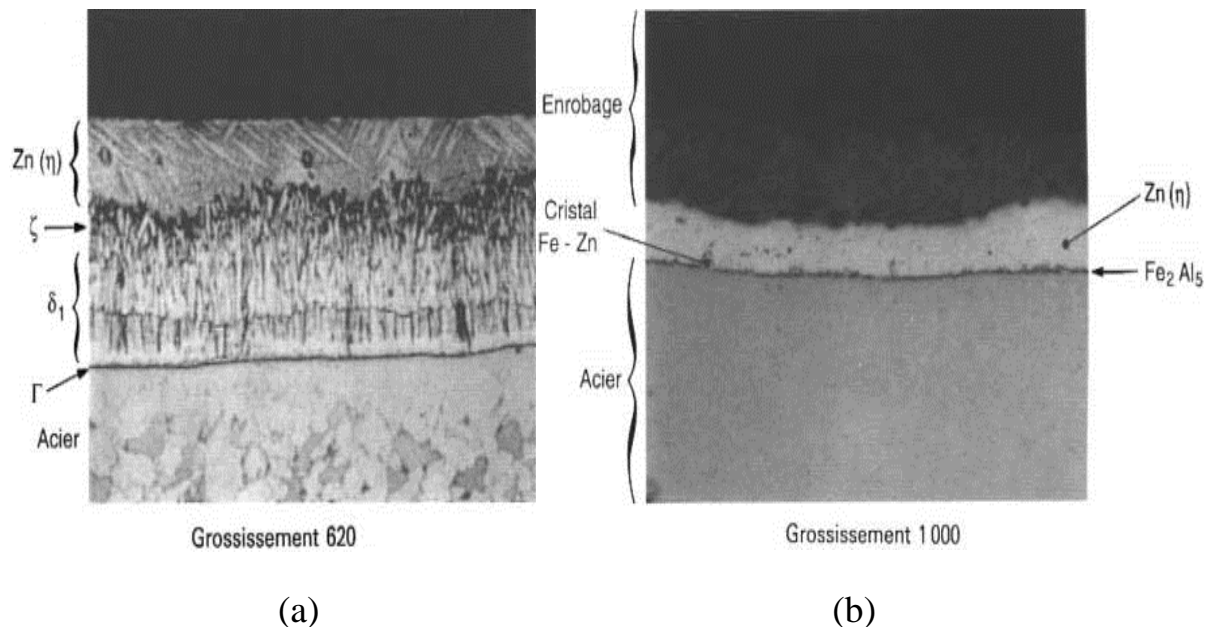 Zn (η)
ζ
δ1
Γ
Acier
Grossissement 620
(a)
Enrobage
Cristal
Fe - Zn
Acier
Zn (η)
Fe2 Al5
Grossissement 1 000
(b)